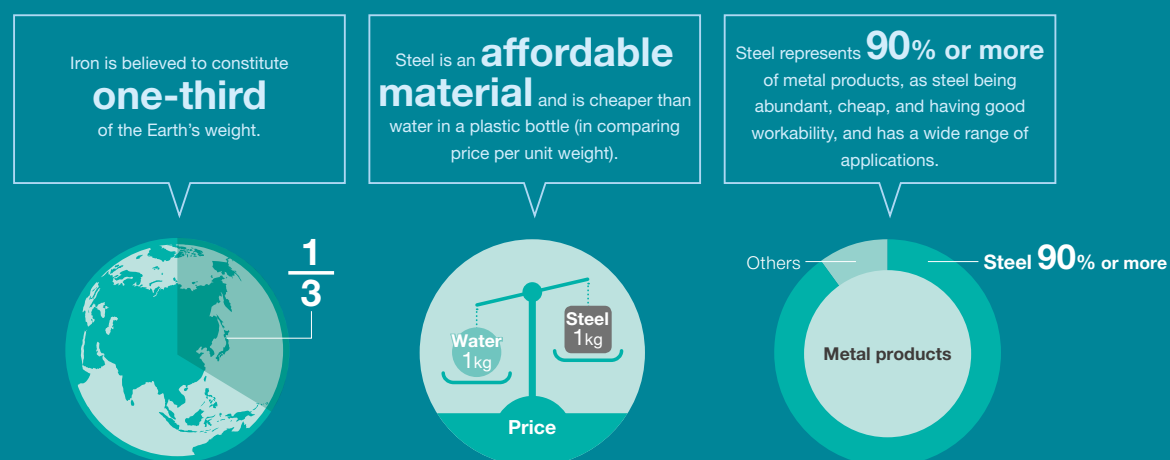 Iron is believed to constitute
one-third
of the Earth's weight.
Steel is an affordable
material and is cheaper than
water in a plastic bottle (in comparing
price per unit weight).
Steel represents 90% or more
of metal products, as steel being
abundant, cheap, and having good
workability, and has a wide range of
applications.
1
3
Water
1kg
Steel
1kg
Price
Others
Steel 90% or more
Metal products